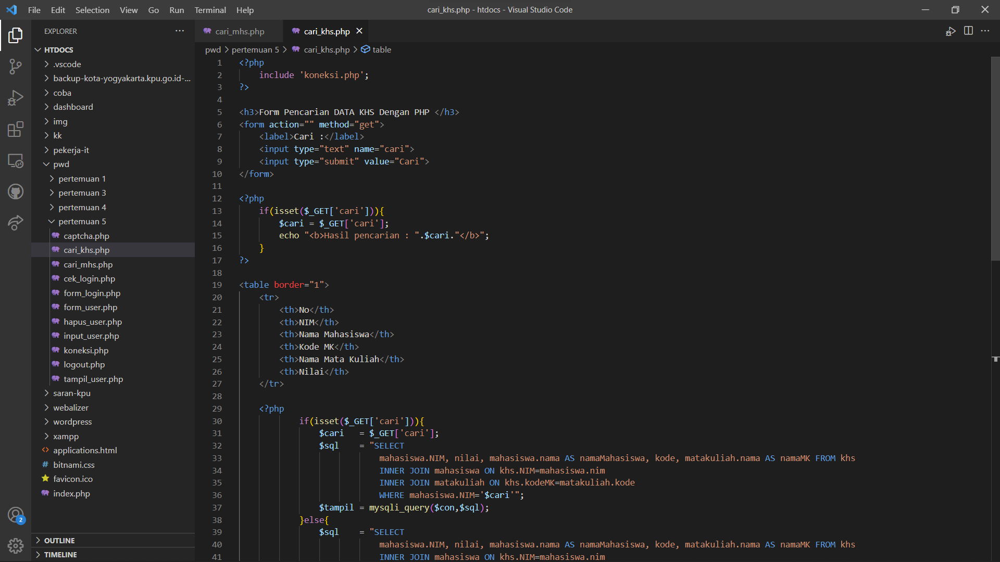 File Edit Selection View Go Run Terminal Help
cari_khs.php - htdocs - Visual Studio Code
EXPLORER
HTDOCS
.vscode
backup-kota-yogyakarta.kpu.go.id-...
coba
dashboard
img
kk
pekerja-it
pwd
pertemuan 1
pertemuan 3
pertemuan 4
pertemuan 5
captcha.php
cari_khs.php
cari_mhs.php
cek_login.php
form_login.php
form_user.php
hapus_user.php
input_user.php
koneksi.php
logout.php
tampil_user.php
saran-kpu
webalizer
wordpress
xampp
applications.html
bitnami.css
favicon.ico
index.php
2
OUTLINE
TIMELINE
cari_mhs.php cari_khs.php
pwd > pertemuan 5 > cari_khs.php > table
1 <?php
2 include 'koneksi.php';
3 ?>
4
5 <h3>Form Pencarian DATA KHS Dengan PHP </h3>
6 <form action="" method="get">
7 <label>Cari :</label>
8 <input type="text" name="cari">
9 <input type="submit" value="Cari">
10 </form>
11
12 <?php
13 if(isset($_GET['cari'])){
14 $cari = $_GET['cari'];
15 echo "<b>Hasil pencarian : ".$cari."</b>";
16 }
17 ?>
18
19 <table border="1">
20 <tr>
21 <th>No</th>
22 <th>NIM</th>
23 <th>Nama Mahasiswa</th>
24 <th>Kode MK</th>
25 <th>Nama Mata Kuliah</th>
26 <th>Nilai</th>
27 </tr>
28
29 <?php
30 if(isset($_GET['cari'])){
31 $cari = $_GET['cari'];
32 $sql = "SELECT
33 mahasiswa.NIM, nilai, mahasiswa.nama AS namaMahasiswa, kode, matakuliah.nama AS namaMK FROM khs
34 INNER JOIN mahasiswa ON khs.NIM=mahasiswa.nim
35 INNER JOIN matakuliah ON khs.kodeMK=matakuliah.kode
36 WHERE mahasiswa.NIM='$cari'";
37 $tampil = mysqli_query($con,$sql);
38 }else{
39 $sql = "SELECT
40 mahasiswa.NIM, nilai, mahasiswa.nama AS namaMahasiswa, kode, matakuliah.nama AS namaMK FROM khs
41 INNER JOIN mahasiswa ON khs.NIM=mahasiswa.nim